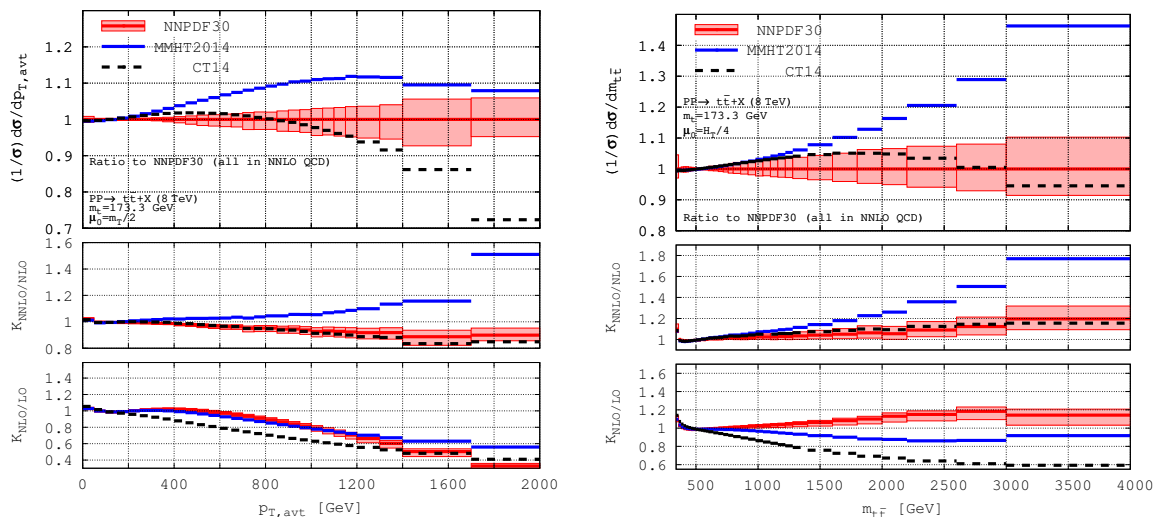 NNPDF30
MMHT2014
CT14
(1/σ) dσ/dp_T,avt
1.2
1.1
1
0.9
0.8
0.7
Ratio to NNPDF30 (all in NNLO QCD)
PP→ tt̄+X (8 TeV)
m_t=173.3 GeV
μ_0=m_T/2
K_NNLO/NLO
1.6
1.4
1.2
1
0.8
K_NLO/LO
1.4
1.2
1
0.8
0.6
0.4
0 400 800 1200 1600 2000
p_T,avt [GeV]
NNPDF30
MMHT2014
CT14
(1/σ) dσ/dm_tt̄
1.4
1.3
1.2
1.1
1
0.9
0.8
PP→ tt̄+X (8 TeV)
m_t=173.3 GeV
μ_0=H_T/4
Ratio to NNPDF30 (all in NNLO QCD)
K_NNLO/NLO
1.8
1.6
1.4
1.2
1
K_NLO/LO
1.4
1.2
1
0.8
0.6
500 1000 1500 2000 2500 3000 3500 4000
m_tt̄ [GeV]